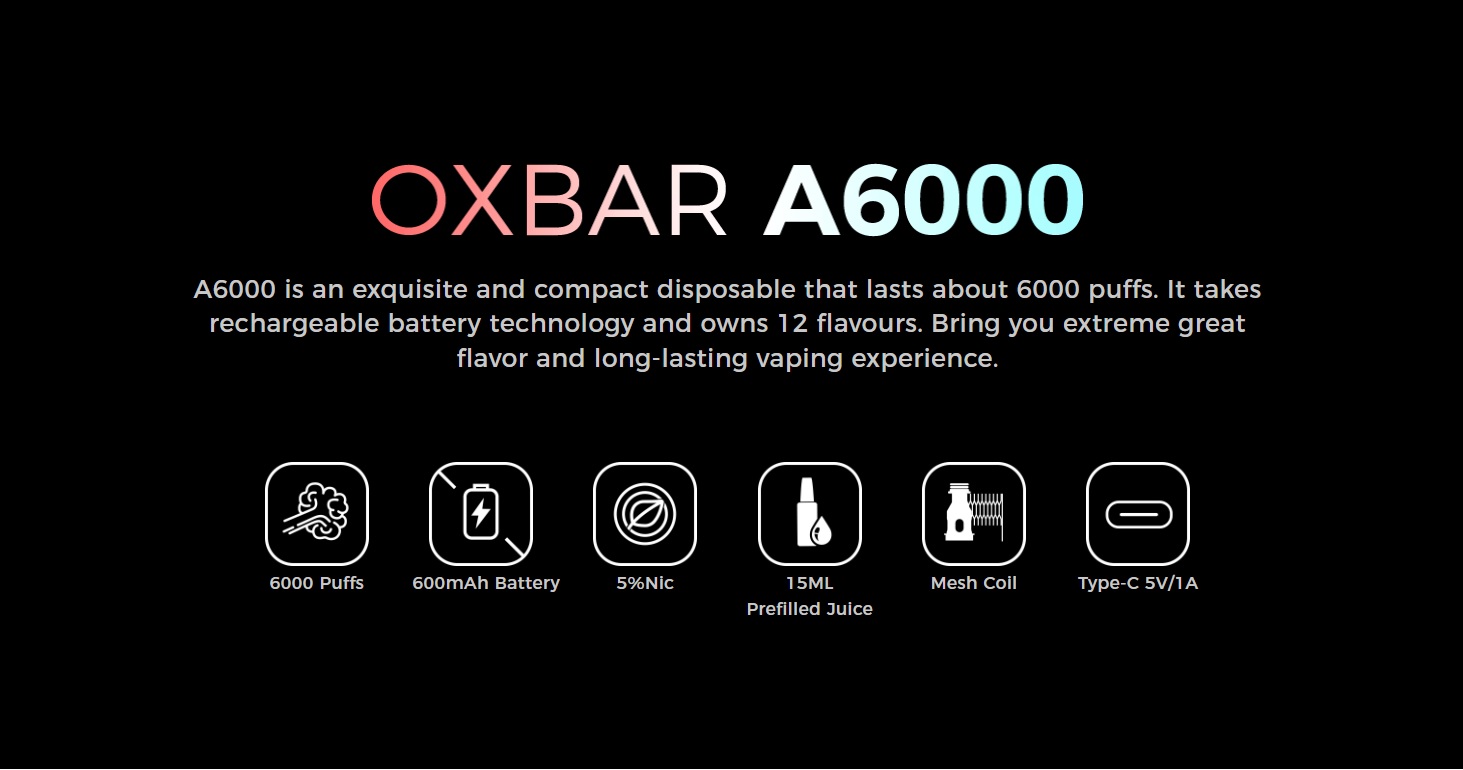 OXBAR A6000
A6000 is an exquisite and compact disposable that lasts about 6000 puffs. It takes
rechargeable battery technology and owns 12 flavours. Bring you extreme great
flavor and long-lasting vaping experience.
6000 Puffs
600mAh Battery
5%Nic
15ML
Prefilled Juice
Mesh Coil
Type-C 5V/1A